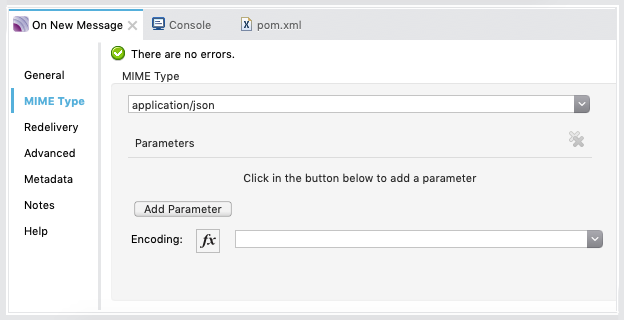 On New Message
Console
pom.xml
There are no errors.
General
MIME Type
Redelivery
Advanced
Metadata
Notes
Help
MIME Type
application/json
Parameters
Click in the button below to add a parameter
Add Parameter
Encoding: fx